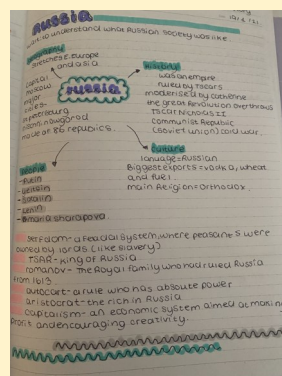 Russia
to understand what Russian society was like
Geography
stretches Europe
and asia
capital
moscow
major
cities-
st petersburg
nizhni novgorod
made of 86 republics.
Russia
History
was an empire
ruled by Tsars
modernised by catherine
the great Revolution overthrows
TSCAR NICHOLAS II
communist Republic
(Soviet union) cold war.
Culture
language = Russian
Biggest exports = vodka, wheat
and fuel.
main Religion = Orthodox.
People
-Putin
-yeltsin
-Stalin
-Lenin
-maria sharapova
serfdom - a feudal system, where peasants were
owned by lords (like slavery)
TSAR - king of Russia
romanov - the Royal family who had ruled Russia
from 1613
autocrat - a rule who has absolute power
aristocrat - the rich in Russia
capitalism - an economic system aimed at making
profit and encouraging creativity.